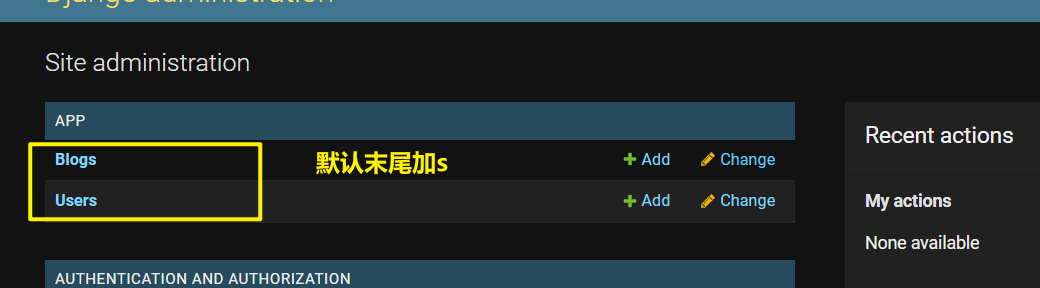 Django administration
Site administration
APP
Blogs
Add
Change
默认末尾加s
Users
Add
Change
AUTHENTICATION AND AUTHORIZATION
Recent actions
My actions
None available